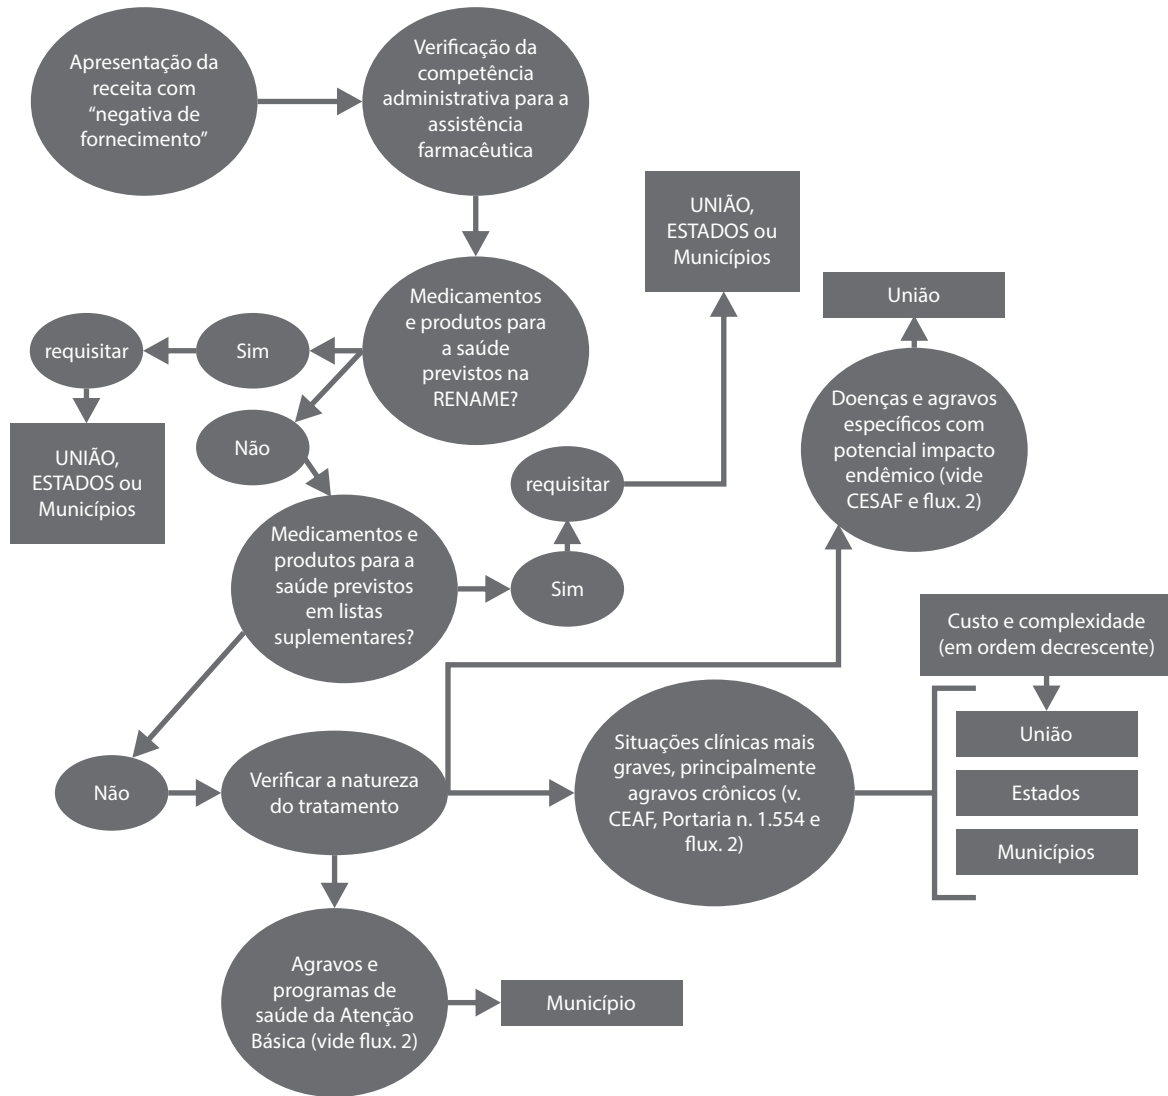 Apresentação da
receita com
“negativa de
fornecimento”
Verificação da
competência
administrativa para a
assistência
farmacêutica
UNIÃO,
ESTADOS ou
Municípios
União
Medicamentos
e produtos para
a saúde
previstos na
RENAME?
requisitar
Sim
Não
UNIÃO,
ESTADOS ou
Municípios
Doenças e agravos
específicos com
potencial impacto
endêmico (vide
CESAF e flux. 2)
requisitar
Medicamentos e
produtos para a
saúde previstos
em listas
suplementares?
Sim
Custo e complexidade
(em ordem decrescente)
União
Estados
Municípios
Não
Verificar a natureza
do tratamento
Situações clínicas mais
graves, principalmente
agravos crônicos (v.
CEAF, Portaria n. 1.554 e
flux. 2)
Agravos e
programas de
saúde da Atenção
Básica (vide flux. 2)
Município